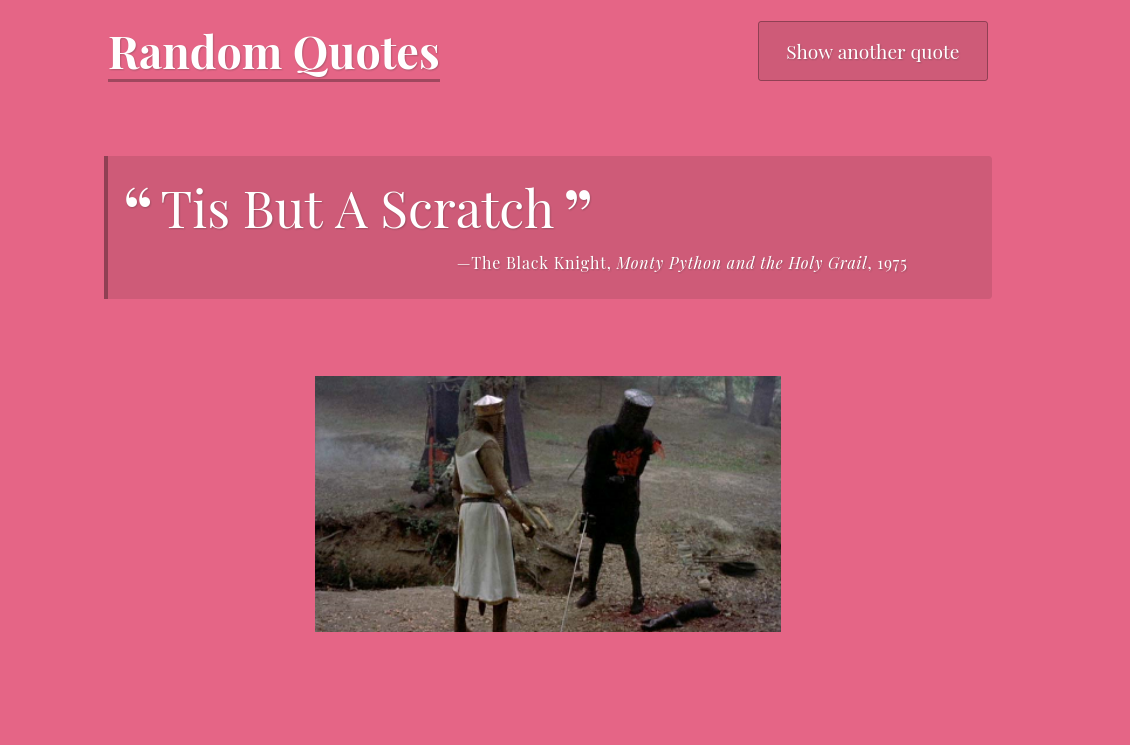 Random Quotes
Show another quote
“ Tis But A Scratch ”
—The Black Knight, Monty Python and the Holy Grail, 1975